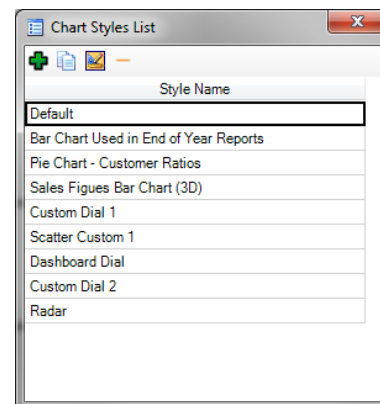 Chart Styles List
Style Name
Default
Bar Chart Used in End of Year Reports
Pie Chart - Customer Ratios
Sales Figues Bar Chart (3D)
Custom Dial 1
Scatter Custom 1
Dashboard Dial
Custom Dial 2
Radar